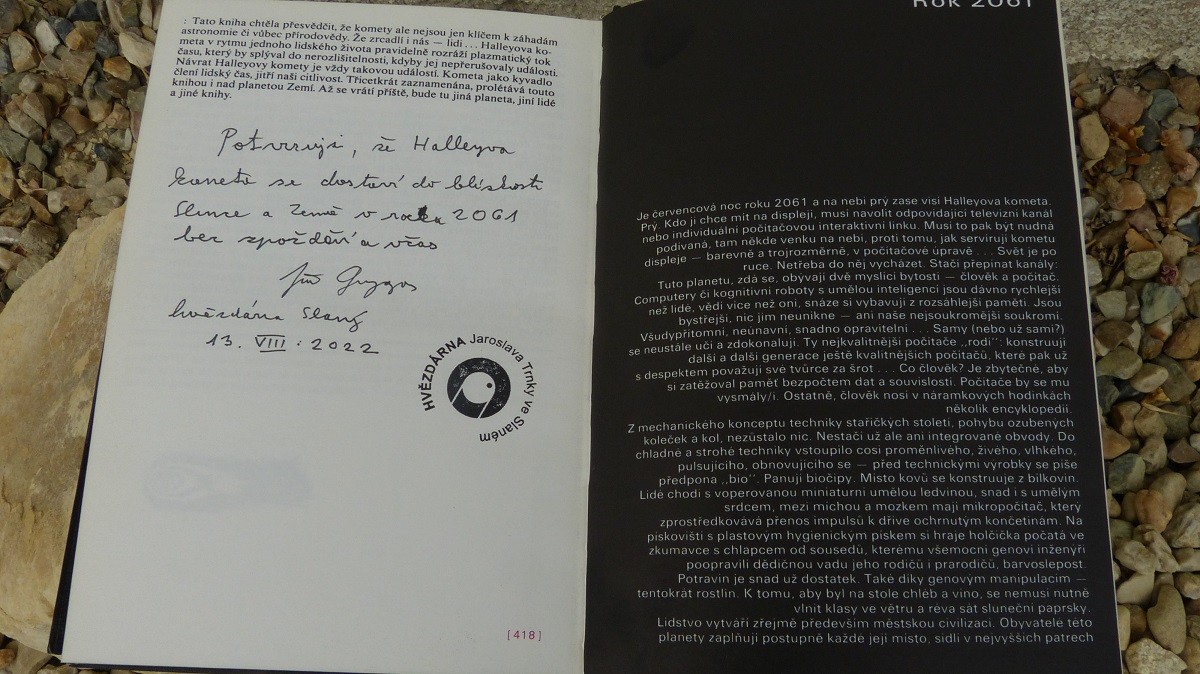 : Tato kniha chtěla přesvědčit, že komety ale nejsou jen klíčem k záhadám
astronomie či vůbec přírodovědy. Že zrcadlí i nás — lidi . . . Halleyova ko-
meta v rytmu jednoho lidského života pravidelně rozráží plazmatický tok
času, který by splýval do nerozlišitelnosti, kdyby jej nepřerušovaly události.
Návrat Halleyovy komety je vždy takovou událostí. Kometa jako kyvadlo
člení lidský čas, jitří naši citlivost. Třicetkrát zaznamenána, prolétává touto
knihou i nad planetou Zemí. Až se vrátí příště, bude tu jiná planeta, jiní lidé
a jiné knihy.
Potvrzuji, že Halleyova
kometa se dostaví do blízkosti
Slunce a Země v roce 2061
bez zpoždění a včas
Jiří Grygar
hvězdárna Slaný
13. VIII. 2022
HVĚZDÁRNA Jaroslava Trnky ve Slaném
[418]
Rok 2061
Je červencová noc roku 2061 a na nebi prý zase visí Halleyova kometa.
Prý. Kdo ji chce mít na displeji, musí navolit odpovídající televizní kanál
nebo individuální počítačovou interaktivní linku. Musí to pak být nudná
podívaná, tam někde venku na nebi, proti tomu, jak servírují kometu
displeje — barevně a trojrozměrně, v počítačové úpravě . . . Svět je po
ruce. Netřeba do něj vycházet. Stačí přepínat kanály:
Tuto planetu, zdá se, obývají dvě myslící bytosti — člověk a počítač.
Computery či kognitivní roboty s umělou inteligencí jsou dávno rychlejší
než lidé, vědí více než oni, snáze si vybavují z rozsáhlejší paměti. Jsou
bystřejší, nic jim neunikne — ani naše nejsoukromější soukromí.
Všudypřítomní, neúnavní, snadno opravitelní . . . Samy (nebo už sami?)
se neustále učí a zdokonalují. Ty nejkvalitnější počítače ,,rodí'': konstruují
další a další generace ještě kvalitnějších počítačů, které pak už
s despektem považují své tvůrce za šrot . . . Co člověk? Je zbytečné, aby
si zatěžoval paměť bezpočtem dat a souvislostí. Počítače by se mu
vysmály/i. Ostatně, člověk nosí v náramkových hodinkách
několik encyklopedií.
Z mechanického konceptu techniky stařičkých století, pohybu ozubených
koleček a kol, nezůstalo nic. Nestačí už ale ani integrované obvody. Do
chladné a strohé techniky vstoupilo cosi proměnlivého, živého, vlhkého,
pulsujícího, obnovujícího se — před technickými výrobky se píše
předpona ,,bio''. Panují biočipy. Místo kovů se konstruuje z bílkovin.
Lidé chodí s voperovanou miniaturní umělou ledvinou, snad i s umělým
srdcem, mezi míchou a mozkem mají mikropočítač, který
zprostředkovává přenos impulsů k dříve ochrnutým končetinám. Na
pískovišti s plastovým hygienickým pískem si hraje holčička počatá ve
zkumavce s chlapcem od sousedů, kterému všemocní genoví inženýři
poopravili dědičnou vadu jeho rodičů i prarodičů, barvoslepost.
Potravin je snad už dostatek. Také díky genovým manipulacím —
tentokrát rostlin. K tomu, aby byl na stole chléb a víno, se nemusí nutně
vlnit klasy ve větru a réva sát sluneční paprsky.
Lidstvo vytváří zřejmě především městskou civilizaci. Obyvatelé této
planety zaplňují postupně každé její místo, sídlí v nejvyšších patrech